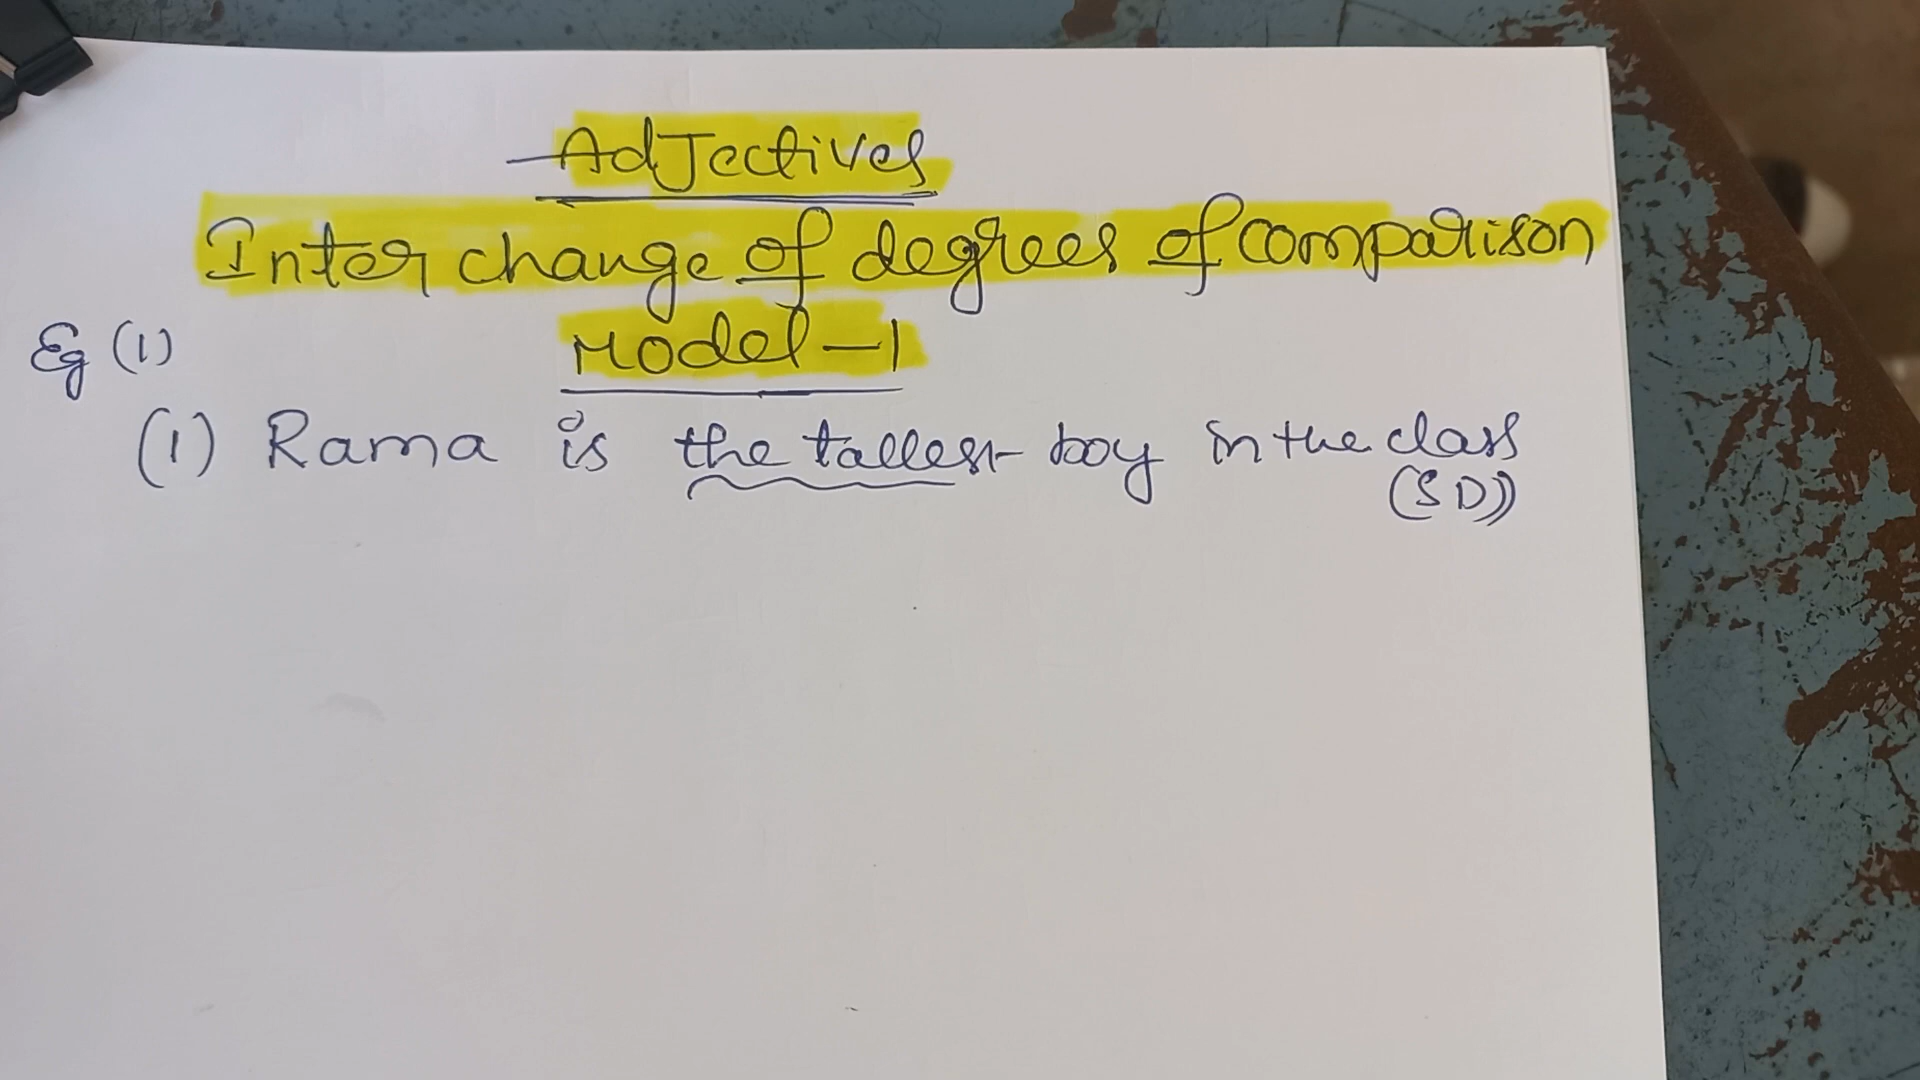 AdJectives
Inter change of degrees of comparison
Model-1
Eg (1)
(1) Rama is the tallest boy in the class
(SD))